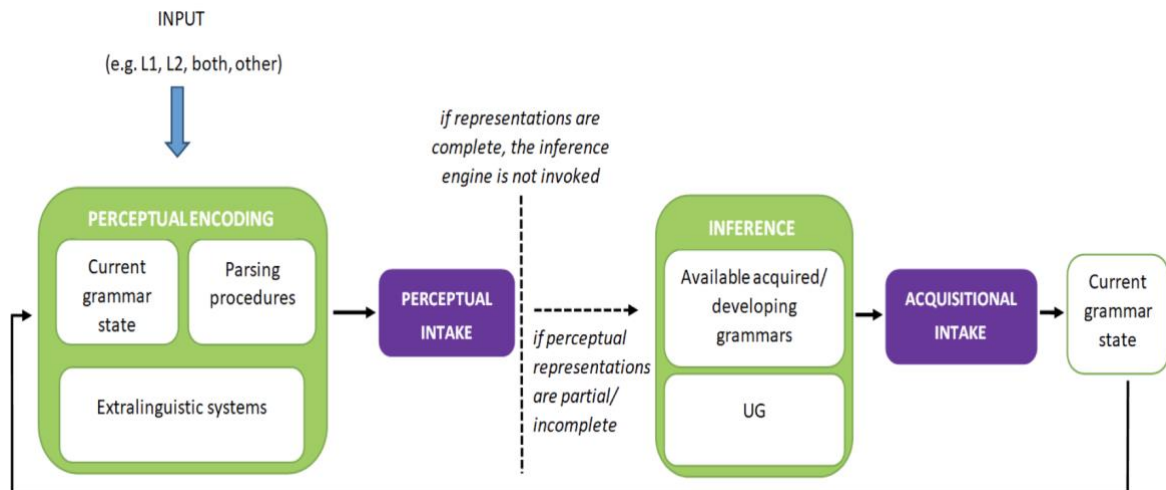 INPUT
(e.g. L1, L2, both, other)
if representations are
complete, the inference
engine is not invoked
PERCEPTUAL ENCODING
Current
grammar
state
Parsing
procedures
Extralinguistic systems
PERCEPTUAL
INTAKE
if perceptual
representations
are partial/
incomplete
INFERENCE
Available acquired/
developing
grammars
UG
ACQUISITIONAL
INTAKE
Current
grammar
state